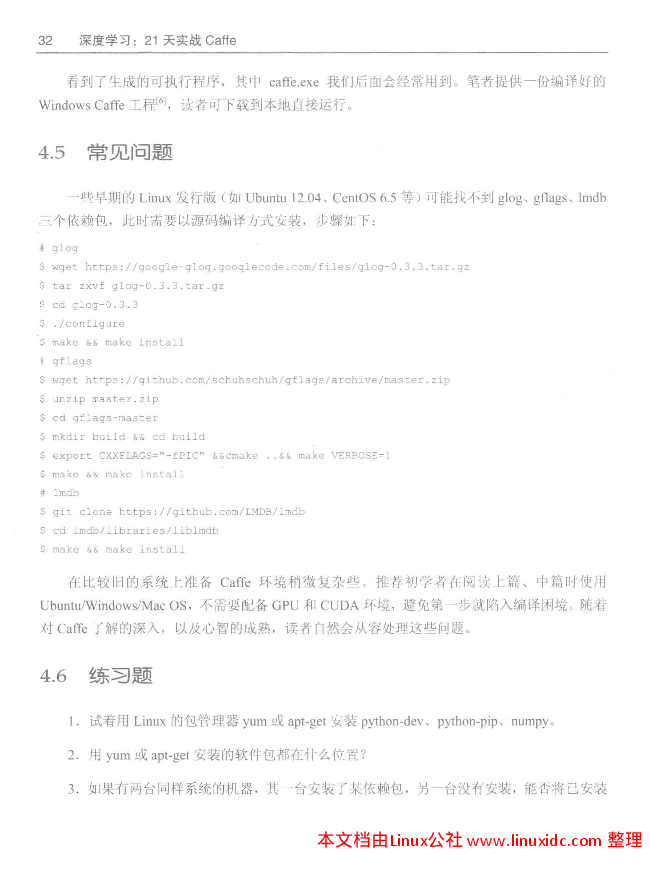 32 深度学习：21 天实战 Caffe
看到了生成的可执行程序，其中 caffe.exe 我们后面会经常用到。笔者提供一份编译好的
Windows Caffe 工程[6]，读者可下载到本地直接运行。
4.5 常见问题
一些早期的 Linux 发行版（如 Ubuntu 12.04、CentOS 6.5 等）可能找不到 glog、gflags、lmdb
三个依赖包，此时需要以源码编译方式安装，步骤如下：
# glog
$ wget https://google-glog.googlecode.com/files/glog-0.3.3.tar.gz
$ tar zxvf glog-0.3.3.tar.gz
$ cd glog-0.3.3
$ ./configure
$ make && make install
# gflags
$ wget https://github.com/schuhschuh/gflags/archive/master.zip
$ unzip master.zip
$ cd gflags-master
$ mkdir build && cd build
$ export CXXFLAGS="-fPIC" &&cmake ..&& make VERBOSE=1
$ make && make install
# lmdb
$ git clone https://github.com/LMDB/lmdb
$ cd lmdb/libraries/liblmdb
$ make && make install
在比较旧的系统上准备 Caffe 环境稍微复杂些。推荐初学者在阅读上篇、中篇时使用
Ubuntu/Windows/Mac OS，不需要配备 GPU 和 CUDA 环境，避免第一步就陷入编译困境。随着
对 Caffe 了解的深入，以及心智的成熟，读者自然会从容处理这些问题。
4.6 练习题
1．试着用 Linux 的包管理器 yum 或 apt-get 安装 python-dev、python-pip、numpy。
2．用 yum 或 apt-get 安装的软件包都在什么位置？
3．如果有两台同样系统的机器，其一台安装了某依赖包，另一台没有安装，能否将已安装
本文档由Linux公社 www.linuxidc.com 整理